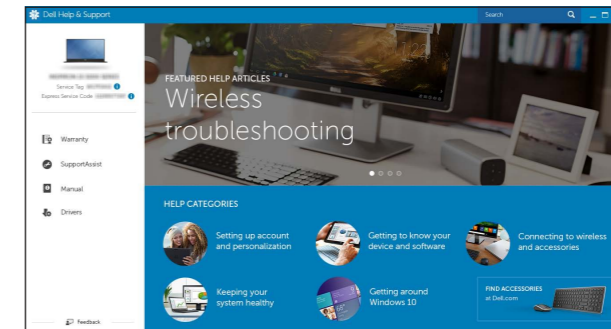 Dell Help & Support
Search
Service Tag:
Express Service Code:
Warranty
SupportAssist
Manual
Drivers
Feedback
FEATURED HELP ARTICLES
Wireless
troubleshooting
HELP CATEGORIES
Setting up account
and personalization
Getting to know your
device and software
Connecting to wireless
and accessories
Keeping your
system healthy
Getting around
Windows 10
FIND ACCESSORIES
at Dell.com